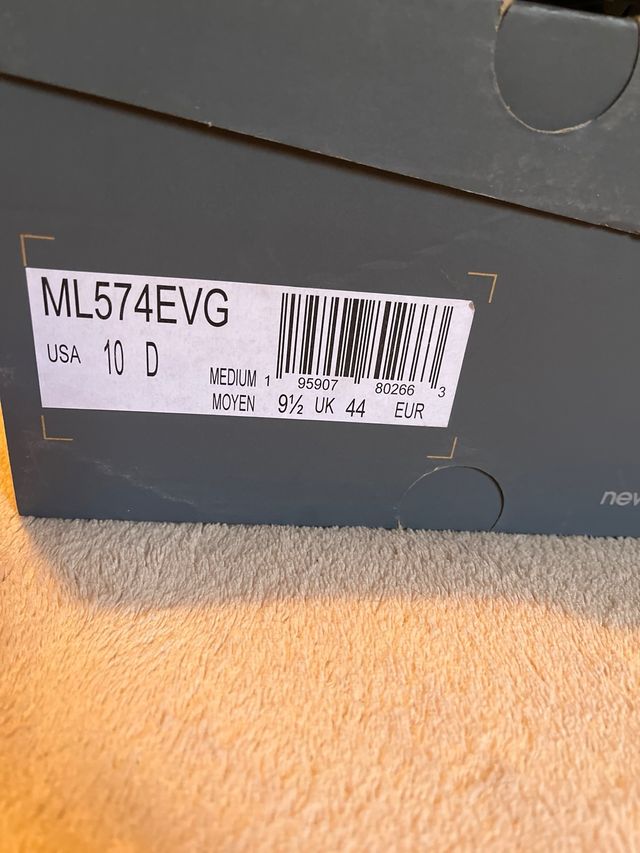 ML574EVG
USA 10 D
1 95907 80266 3
MEDIUM
MOYEN 9½ UK 44 EUR
new